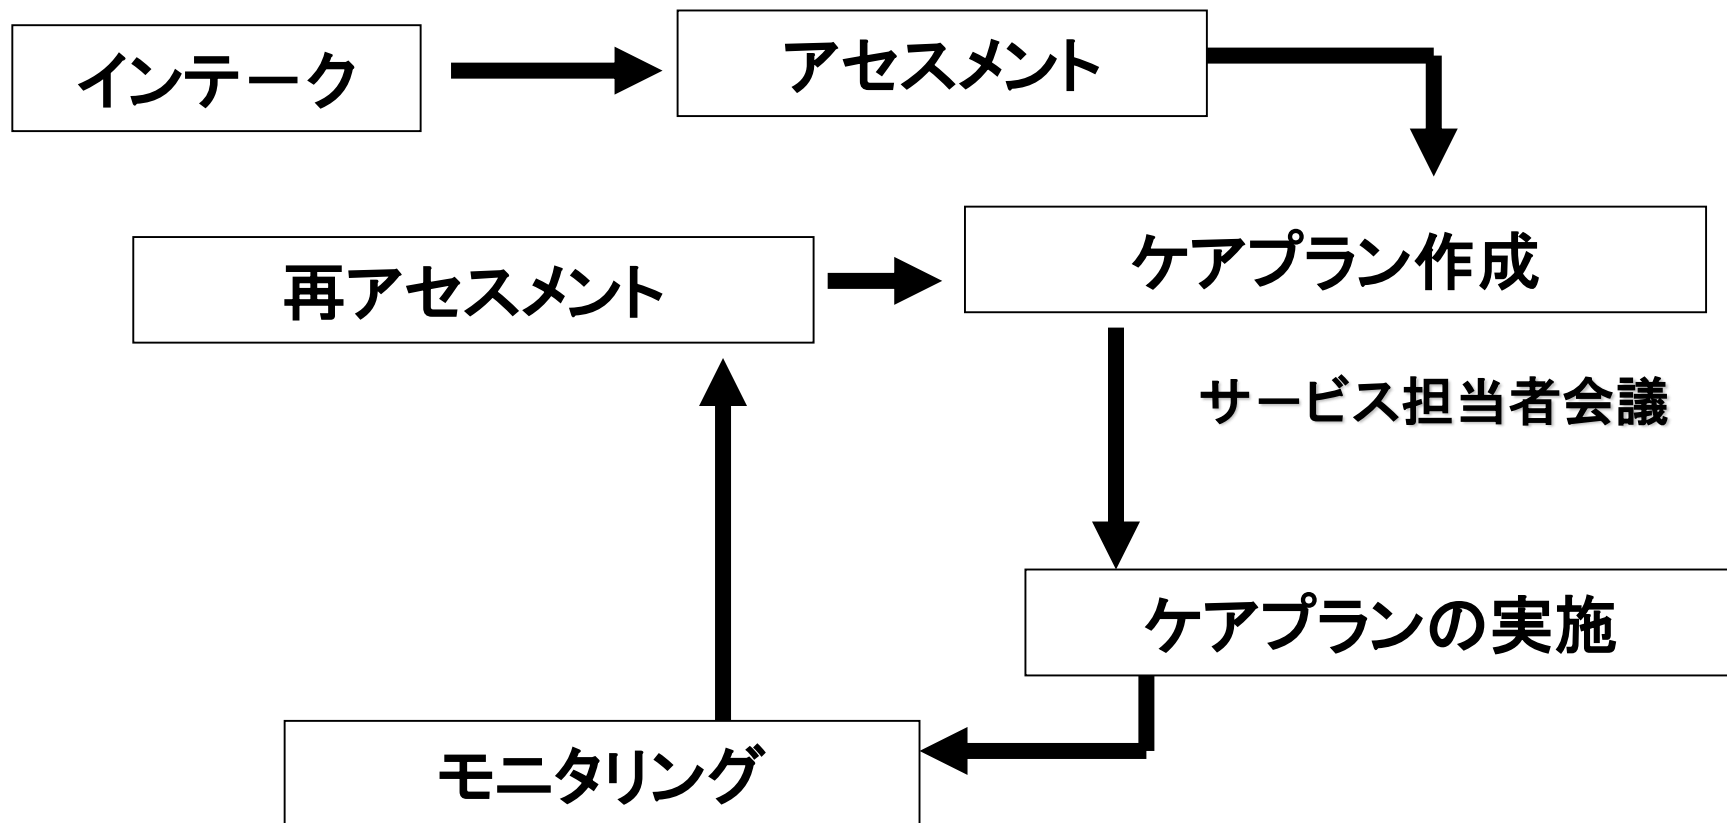 インテーク
アセスメント
再アセスメント
ケアプラン作成
サービス担当者会議
ケアプランの実施
モニタリング